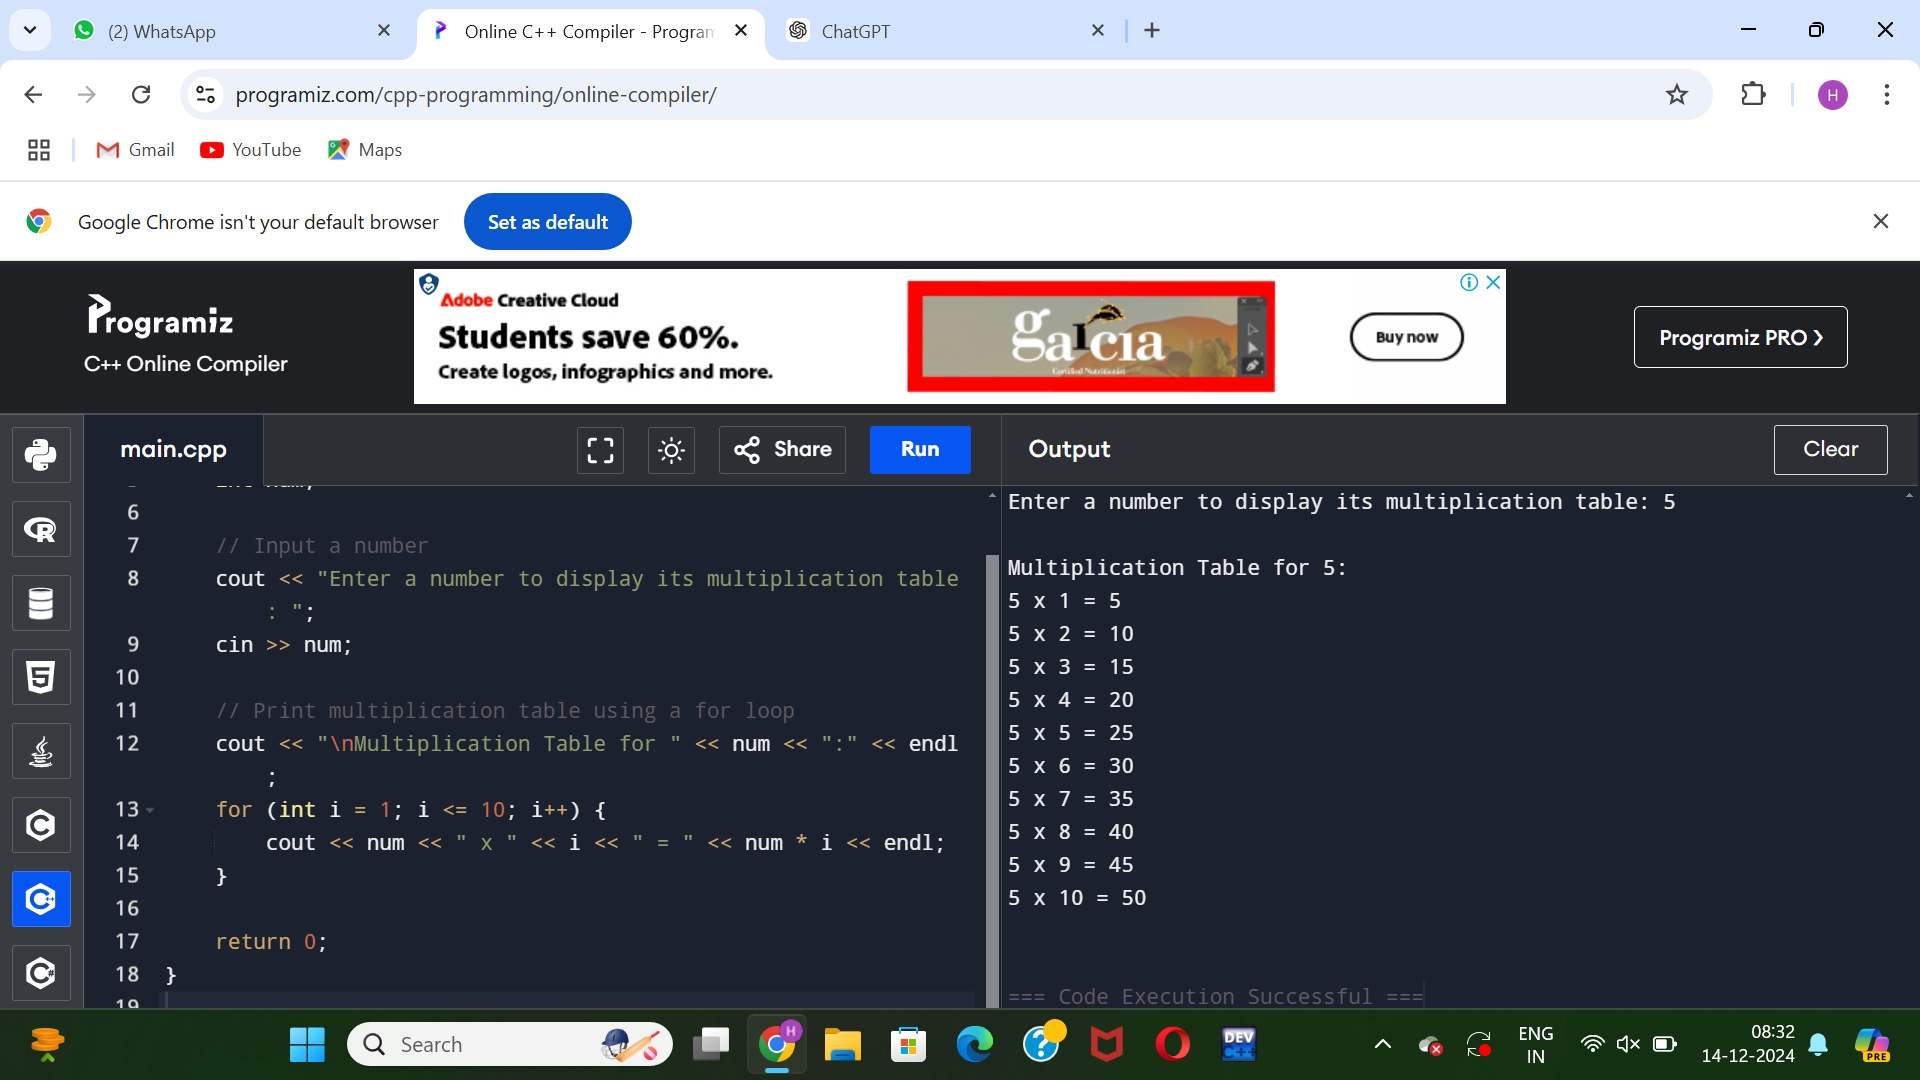 (2) WhatsApp
Online C++ Compiler - Program
ChatGPT
programiz.com/cpp-programming/online-compiler/
H
Gmail
YouTube
Maps
Google Chrome isn't your default browser
Set as default
Programiz
C++ Online Compiler
Adobe Creative Cloud
Students save 60%.
Create logos, infographics and more.
galcia
Certified Nutritionist
Buy now
Programiz PRO ❯
main.cpp
Share
Run
Output
Clear
6
7 // Input a number
8 cout << "Enter a number to display its multiplication table
: ";
9 cin >> num;
10
11 // Print multiplication table using a for loop
12 cout << "\nMultiplication Table for " << num << ":" << endl
;
13 for (int i = 1; i <= 10; i++) {
14 cout << num << " x " << i << " = " << num * i << endl;
15 }
16
17 return 0;
18 }
19
Enter a number to display its multiplication table: 5
Multiplication Table for 5:
5 x 1 = 5
5 x 2 = 10
5 x 3 = 15
5 x 4 = 20
5 x 5 = 25
5 x 6 = 30
5 x 7 = 35
5 x 8 = 40
5 x 9 = 45
5 x 10 = 50
=== Code Execution Successful ===
Search
H
DEV
C++
ENG
IN
08:32
14-12-2024
PRE